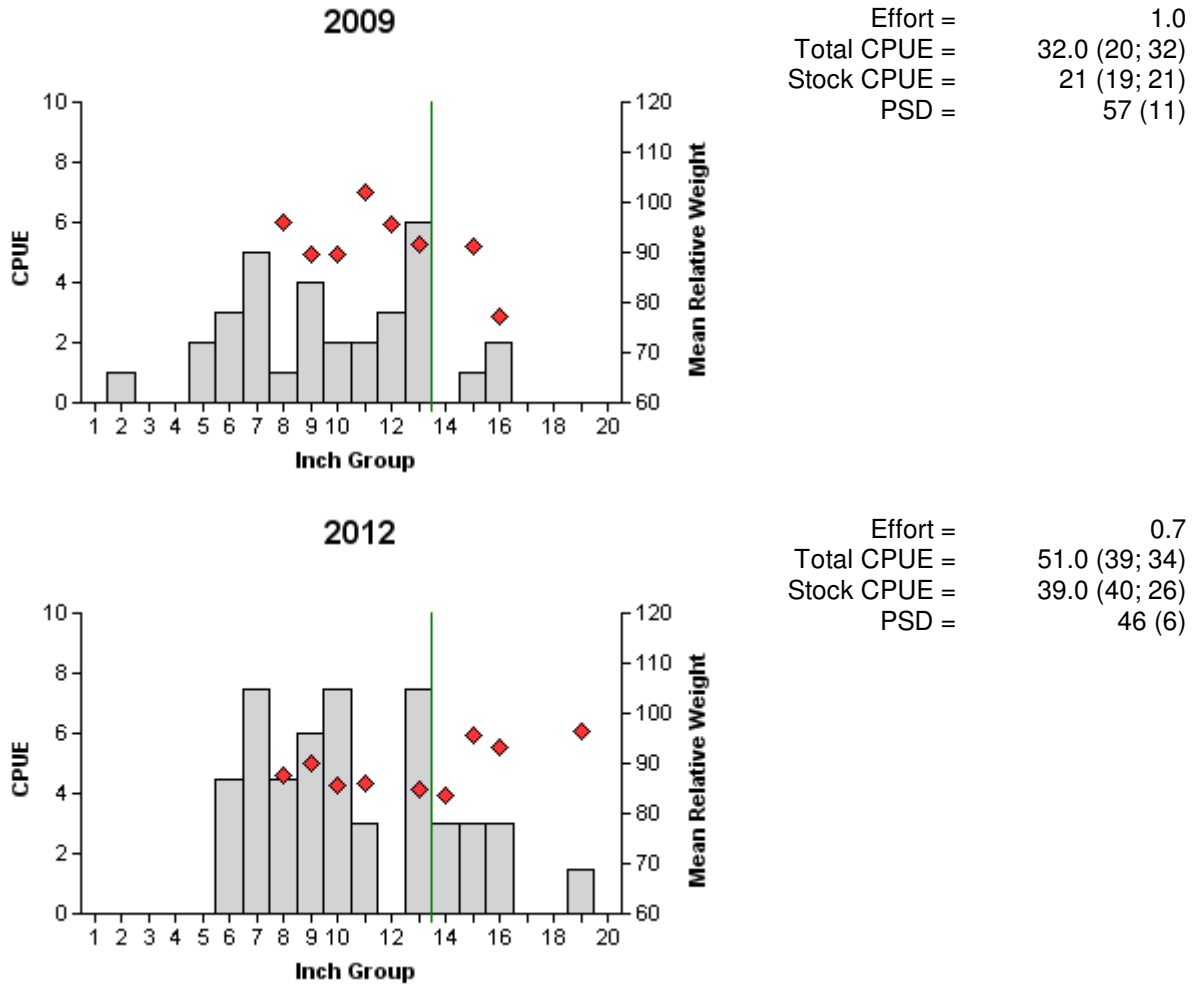 2009
Effort = 1.0
Total CPUE = 32.0 (20; 32)
Stock CPUE = 21 (19; 21)
PSD = 57 (11)
10
8
6
4
2
0
CPUE
120
110
100
90
80
70
60
Mean Relative Weight
1 2 3 4 5 6 7 8 9 10 12 14 16 18 20
Inch Group
2012
Effort = 0.7
Total CPUE = 51.0 (39; 34)
Stock CPUE = 39.0 (40; 26)
PSD = 46 (6)
10
8
6
4
2
0
CPUE
120
110
100
90
80
70
60
Mean Relative Weight
1 2 3 4 5 6 7 8 9 10 12 14 16 18 20
Inch Group